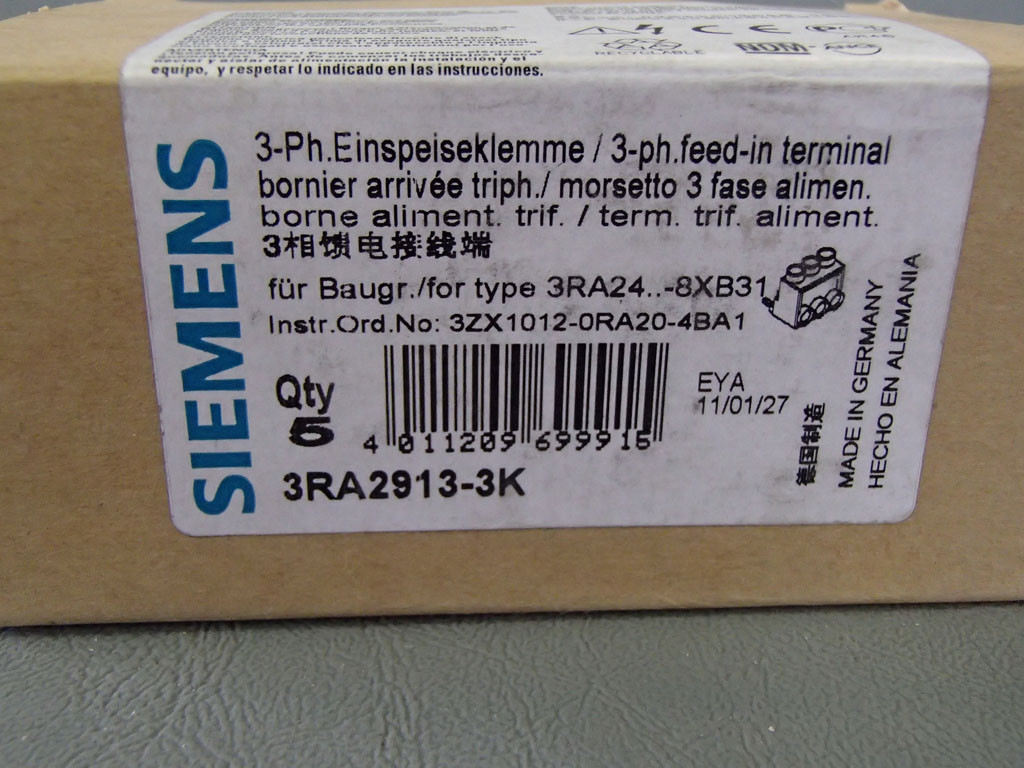 equipo, y respetar lo indicado en las instrucciones.
SIEMENS
3-Ph.Einspeiseklemme / 3-ph.feed-in terminal
bornier arrivée triph./ morsetto 3 fase alimen.
borne aliment. trif. / term. trif. aliment.
3相馈电接线端
für Baugr./for type 3RA24..-8XB31
Instr.Ord.No: 3ZX1012-0RA20-4BA1
Qty
5
4 011209 699915
EYA
11/01/27
德国制造
MADE IN GERMANY
HECHO EN ALEMANIA
3RA2913-3K